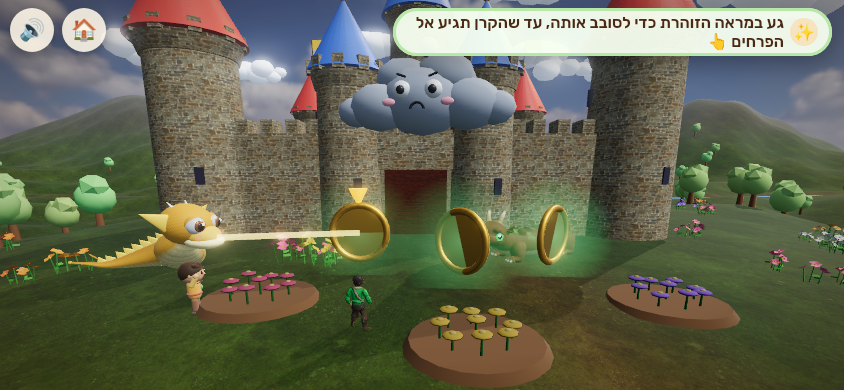 גע במראה הזוהרת כדי לסובב אותה, עד שהקרן תגיע אל
הפרחים 👆